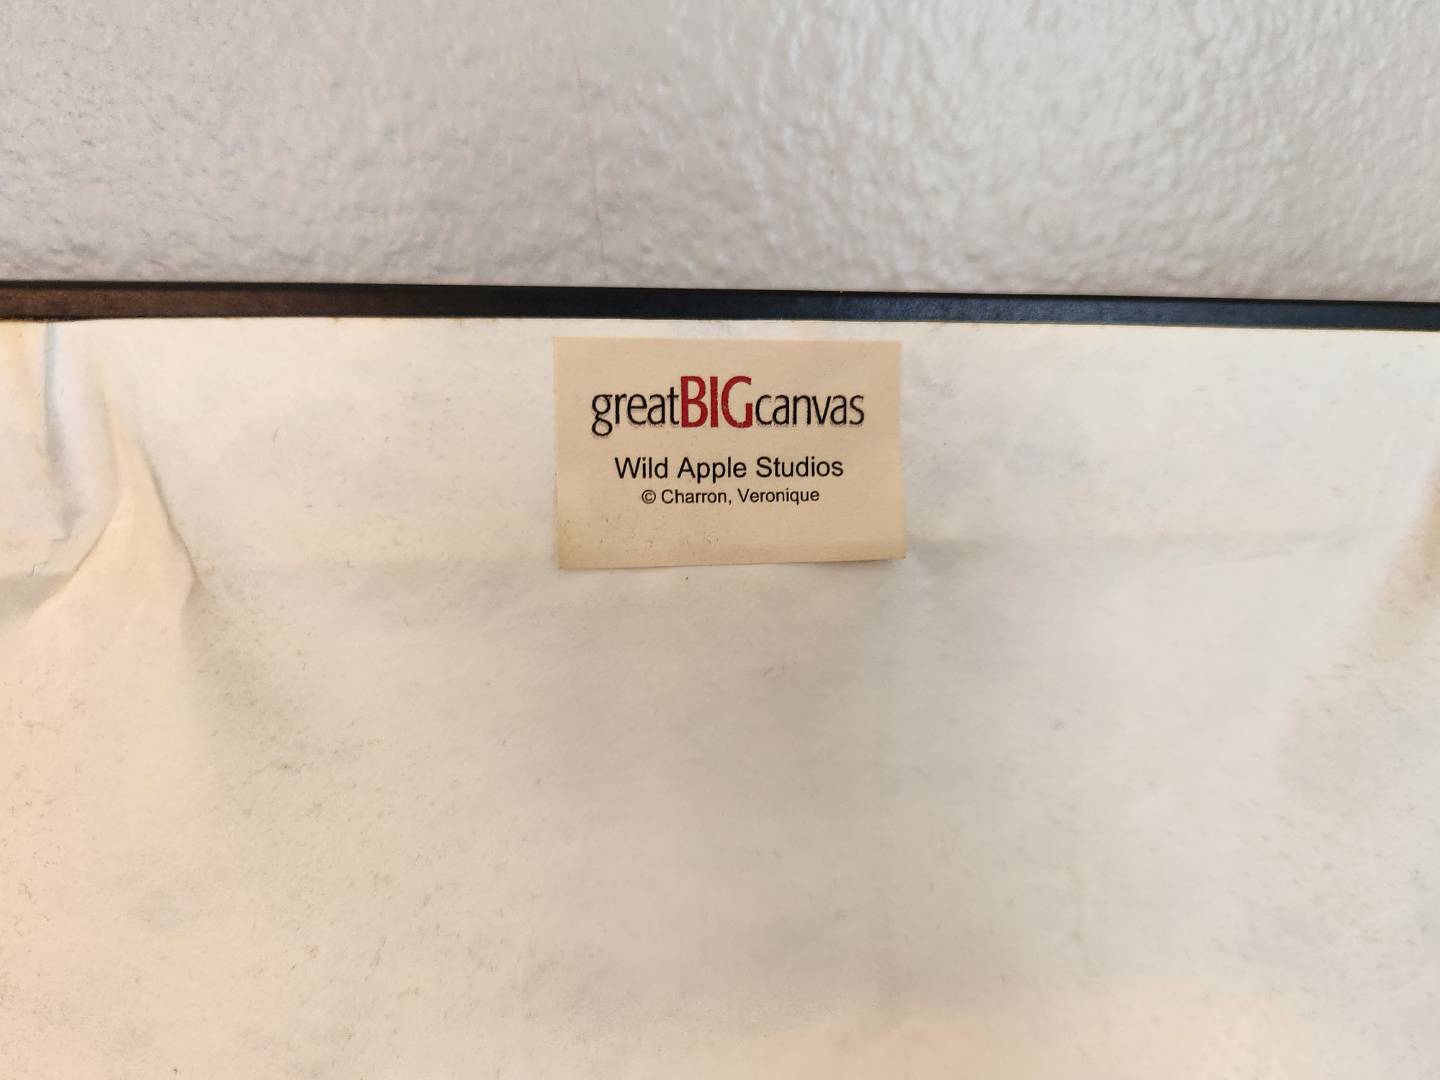 greatBIGcanvas
Wild Apple Studios
© Charron, Veronique